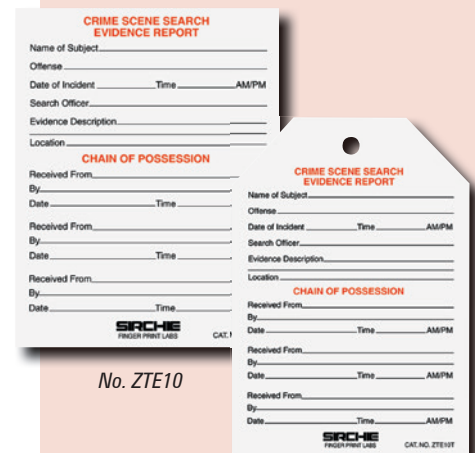 CRIME SCENE SEARCH
EVIDENCE REPORT
Name of Subject
Offense
Date of Incident Time AM/PM
Search Officer
Evidence Description
Location
CHAIN OF POSSESSION
Received From
By
Date Time
Received From
By
Date Time
Received From
By
Date Time
SIRCHIE
FINGER PRINT LABS CAT.
No. ZTE10
CRIME SCENE SEARCH
EVIDENCE REPORT
Name of Subject
Offense
Date of Incident Time AM/PM
Search Officer
Evidence Description
Location
CHAIN OF POSSESSION
Received From
By
Date Time AM/PM
Received From
By
Date Time AM/PM
Received From
By
Date Time AM/PM
SIRCHIE
FINGER PRINT LABS CAT. NO. ZTE10T